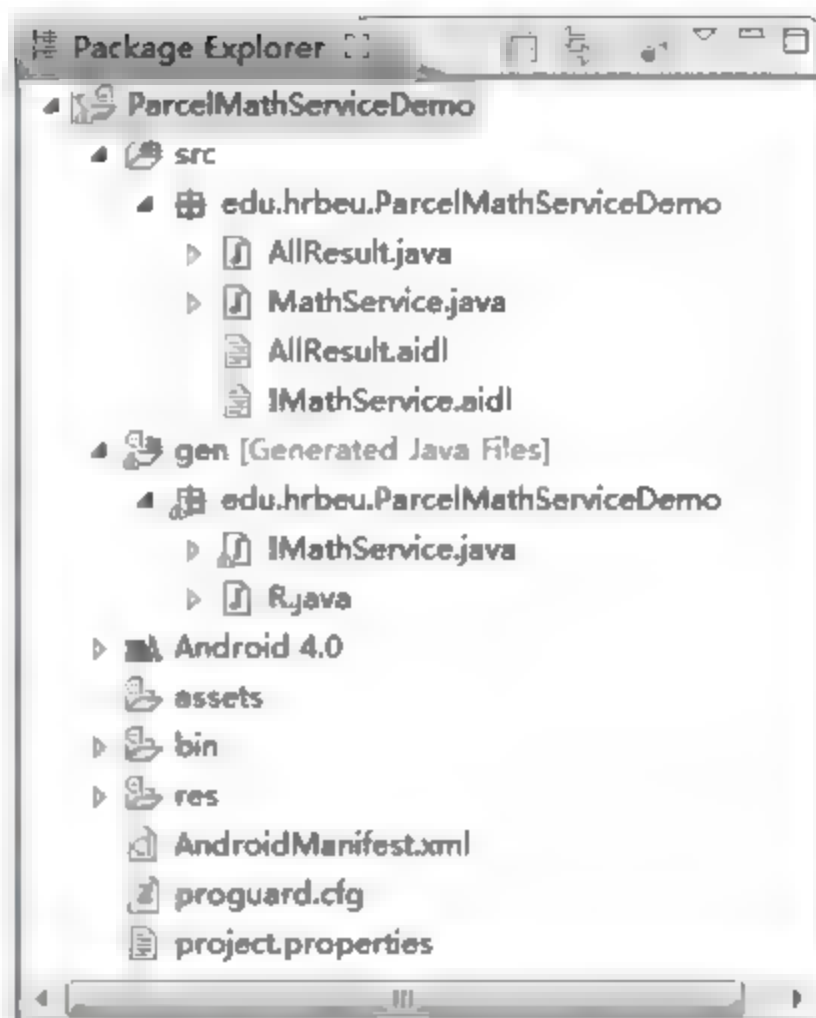 Package Explorer
ParcelMathServiceDemo
src
edu.hrbeu.ParcelMathServiceDemo
AllResult.java
MathService.java
AllResult.aidl
IMathService.aidl
gen [Generated Java Files]
edu.hrbeu.ParcelMathServiceDemo
IMathService.java
R.java
Android 4.0
assets
bin
res
AndroidManifest.xml
proguard.cfg
project.properties